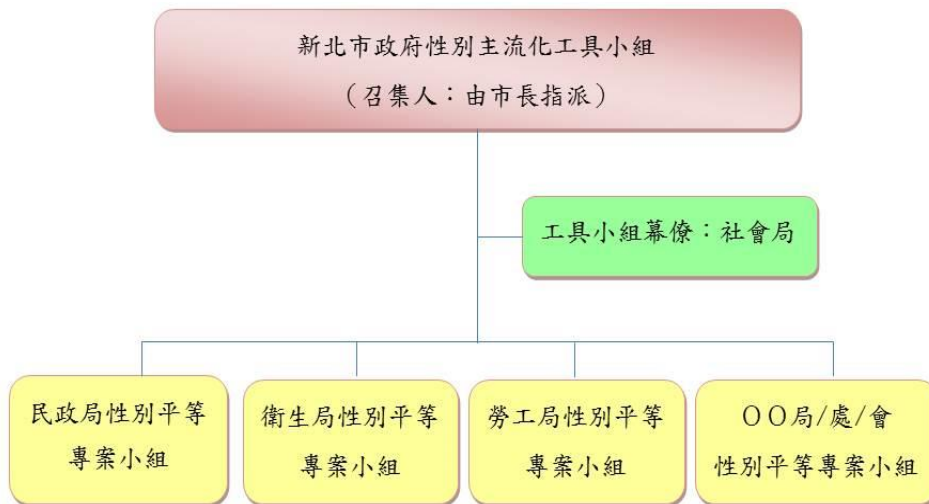 新北市政府性別主流化工具小組
（召集人：由市長指派）
工具小組幕僚：社會局
民政局性別平等
專案小組
衛生局性別平等
專案小組
勞工局性別平等
專案小組
〇〇局/處/會
性別平等專案小組